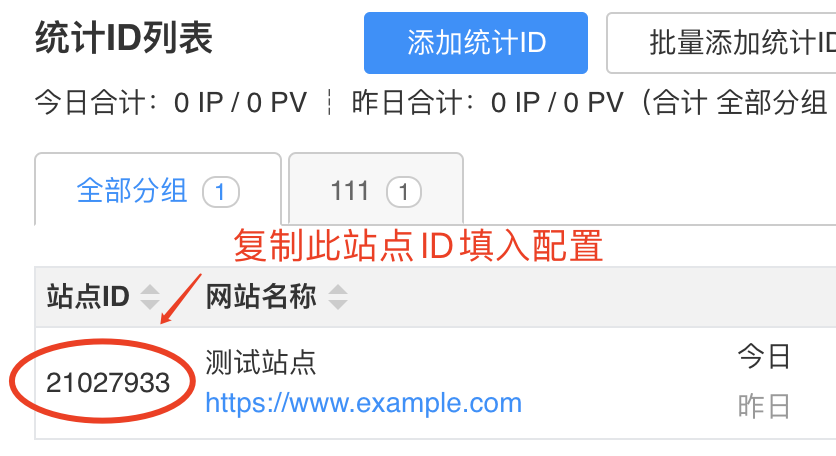 统计ID列表
添加统计ID
批量添加统计ID
今日合计：0 IP / 0 PV ┆ 昨日合计：0 IP / 0 PV（合计 全部分组
全部分组 1
111 1
复制此站点ID填入配置
站点ID 网站名称
21027933
测试站点
https://www.example.com
今日
昨日